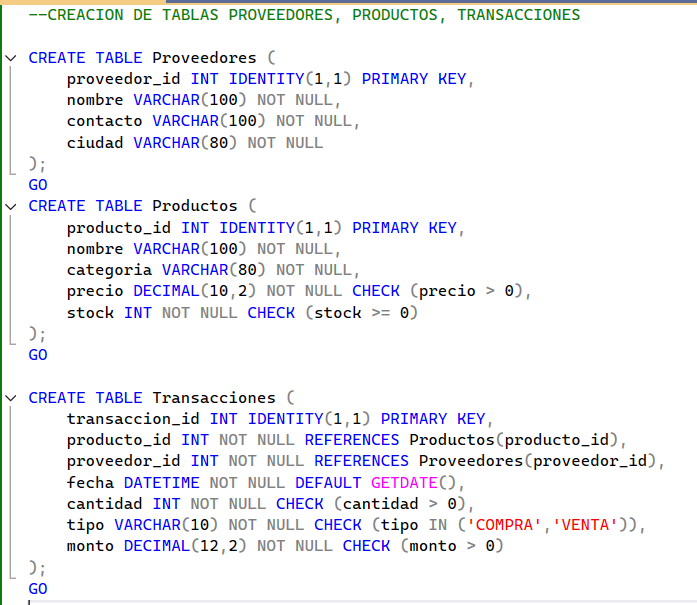 --CREACION DE TABLAS PROVEEDORES, PRODUCTOS, TRANSACCIONES
CREATE TABLE Proveedores (
proveedor_id INT IDENTITY(1,1) PRIMARY KEY,
nombre VARCHAR(100) NOT NULL,
contacto VARCHAR(100) NOT NULL,
ciudad VARCHAR(80) NOT NULL
);
GO
CREATE TABLE Productos (
producto_id INT IDENTITY(1,1) PRIMARY KEY,
nombre VARCHAR(100) NOT NULL,
categoria VARCHAR(80) NOT NULL,
precio DECIMAL(10,2) NOT NULL CHECK (precio > 0),
stock INT NOT NULL CHECK (stock >= 0)
);
GO
CREATE TABLE Transacciones (
transaccion_id INT IDENTITY(1,1) PRIMARY KEY,
producto_id INT NOT NULL REFERENCES Productos(producto_id),
proveedor_id INT NOT NULL REFERENCES Proveedores(proveedor_id),
fecha DATETIME NOT NULL DEFAULT GETDATE(),
cantidad INT NOT NULL CHECK (cantidad > 0),
tipo VARCHAR(10) NOT NULL CHECK (tipo IN ('COMPRA','VENTA')),
monto DECIMAL(12,2) NOT NULL CHECK (monto > 0)
);
GO